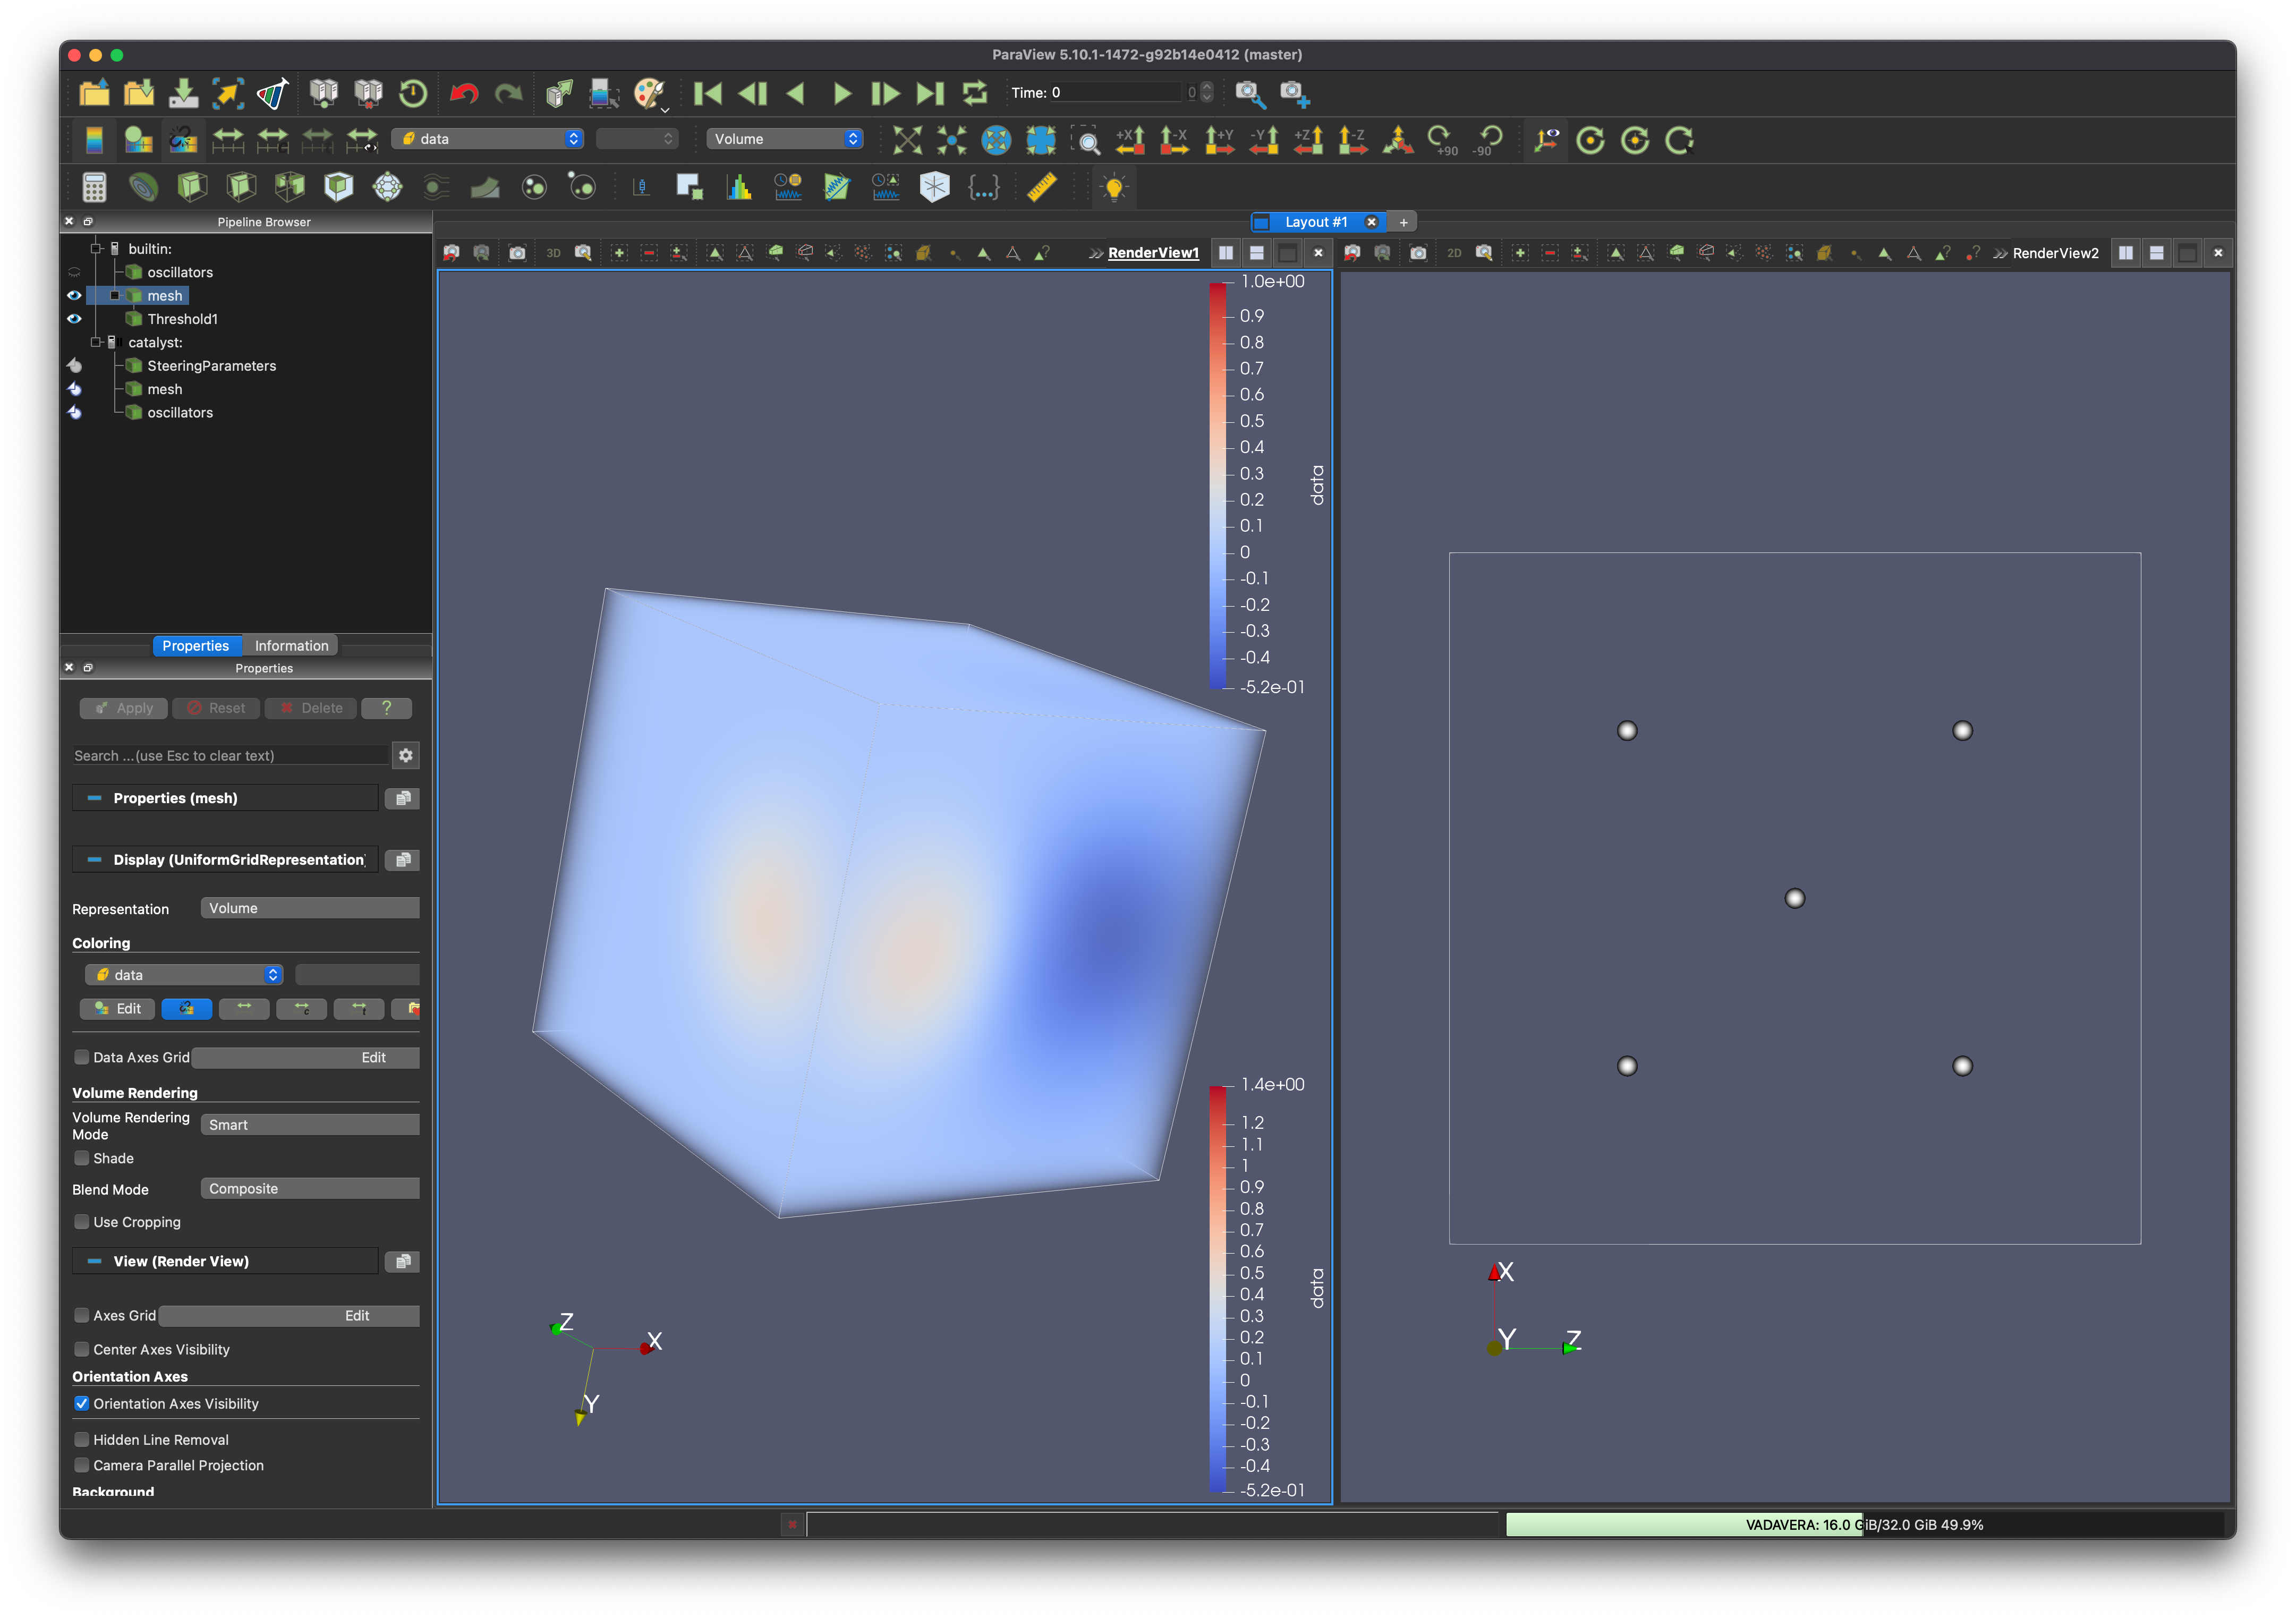 ParaView 5.10.1-1472-g92b14e0412 (master)
Time: 0 0
data Volume +X -X +Y -Y +Z -Z +90 -90
Pipeline Browser
Layout #1 +
builtin:
oscillators
mesh
Threshold1
catalyst:
SteeringParameters
mesh
oscillators
3D RenderView1
2D RenderView2
Properties Information
Properties
Apply Reset Delete ?
Search ... (use Esc to clear text)
Properties (mesh)
Display (UniformGridRepresentation)
Representation Volume
Coloring
data
Edit c f
Data Axes Grid Edit
Volume Rendering
Volume Rendering Mode Smart
Shade
Blend Mode Composite
Use Cropping
View (Render View)
Axes Grid Edit
Center Axes Visibility
Orientation Axes
Orientation Axes Visibility
Hidden Line Removal
Camera Parallel Projection
Background
1.0e+00
0.9
0.8
0.7
0.6
0.5
0.4
0.3
0.2
0.1
0
-0.1
-0.2
-0.3
-0.4
-5.2e-01
data
1.4e+00
1.2
1.1
1
0.9
0.8
0.7
0.6
0.5
0.4
0.3
0.2
0.1
0
-0.1
-0.2
-0.3
-0.4
-5.2e-01
data
Z
X
Y
X
Y Z
VADAVERA: 16.0 GiB/32.0 GiB 49.9%